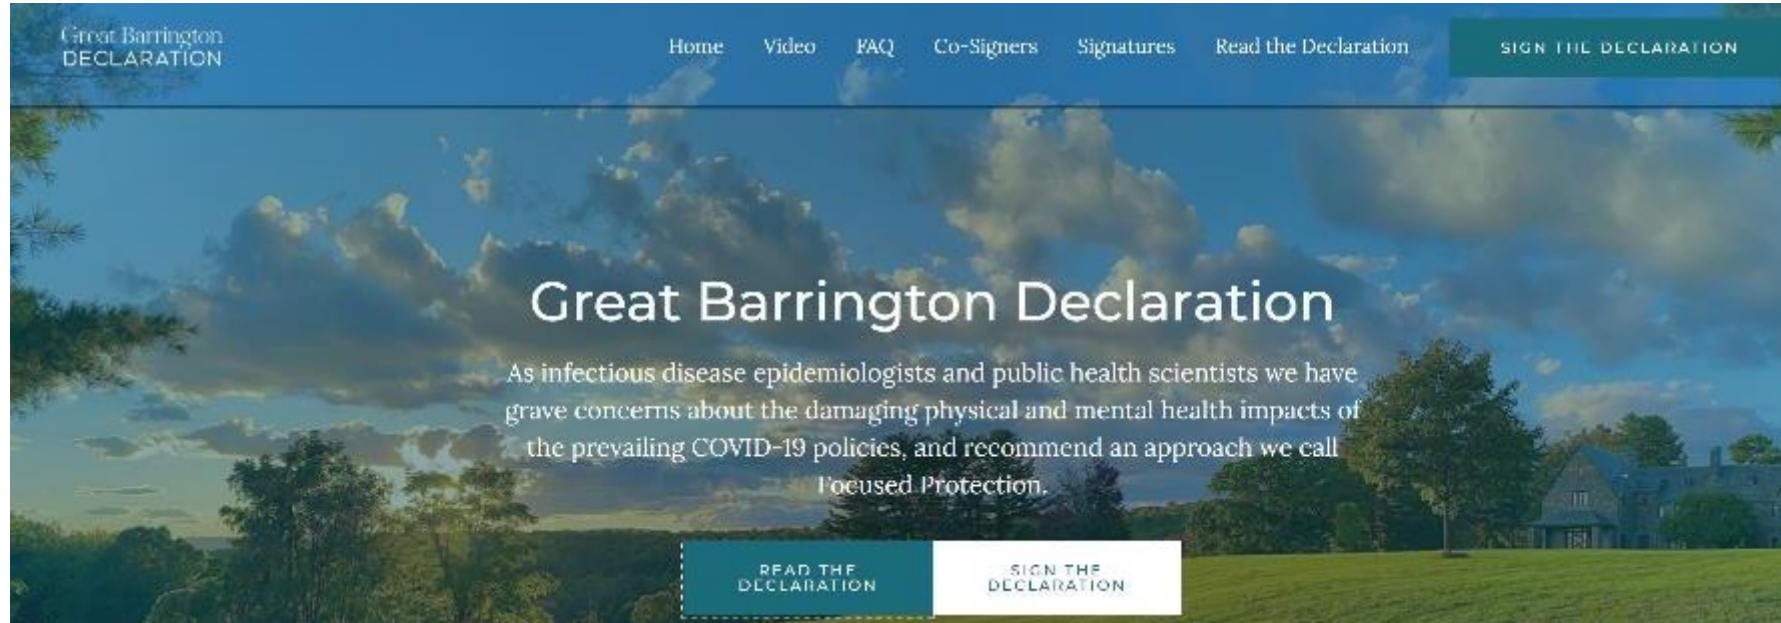 Great Barrington
DECLARATION
Home Video FAQ Co-Signers Signatures Read the Declaration SIGN THE DECLARATION
Great Barrington Declaration
As infectious disease epidemiologists and public health scientists we have
grave concerns about the damaging physical and mental health impacts of
the prevailing COVID-19 policies, and recommend an approach we call
Focused Protection.
READ THE
DECLARATION
SIGN THE
DECLARATION